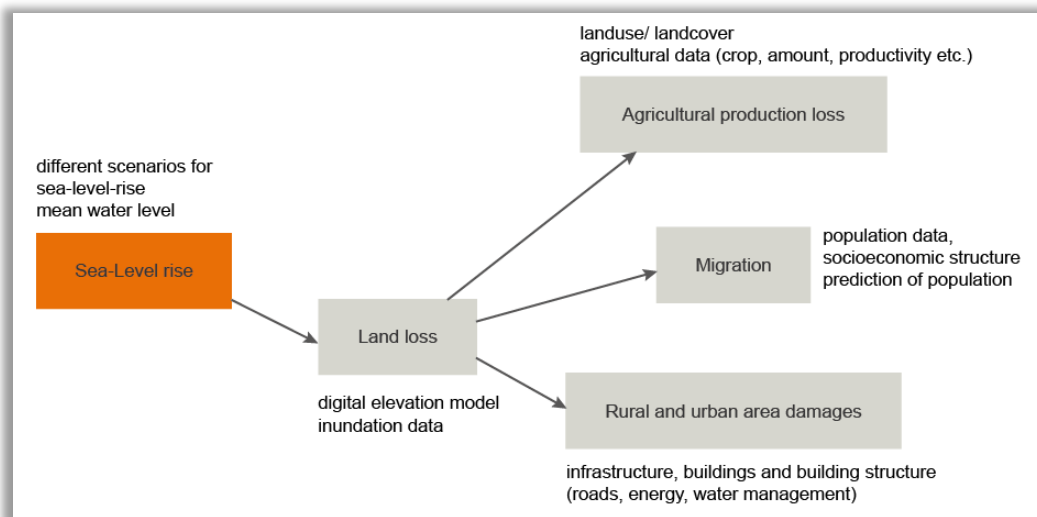 landuse/ landcover
agricultural data (crop, amount, productivity etc.)
Agricultural production loss
different scenarios for
sea-level-rise
mean water level
Sea-Level rise
population data,
socioeconomic structure
prediction of population
Migration
Land loss
digital elevation model
inundation data
Rural and urban area damages
infrastructure, buildings and building structure
(roads, energy, water management)